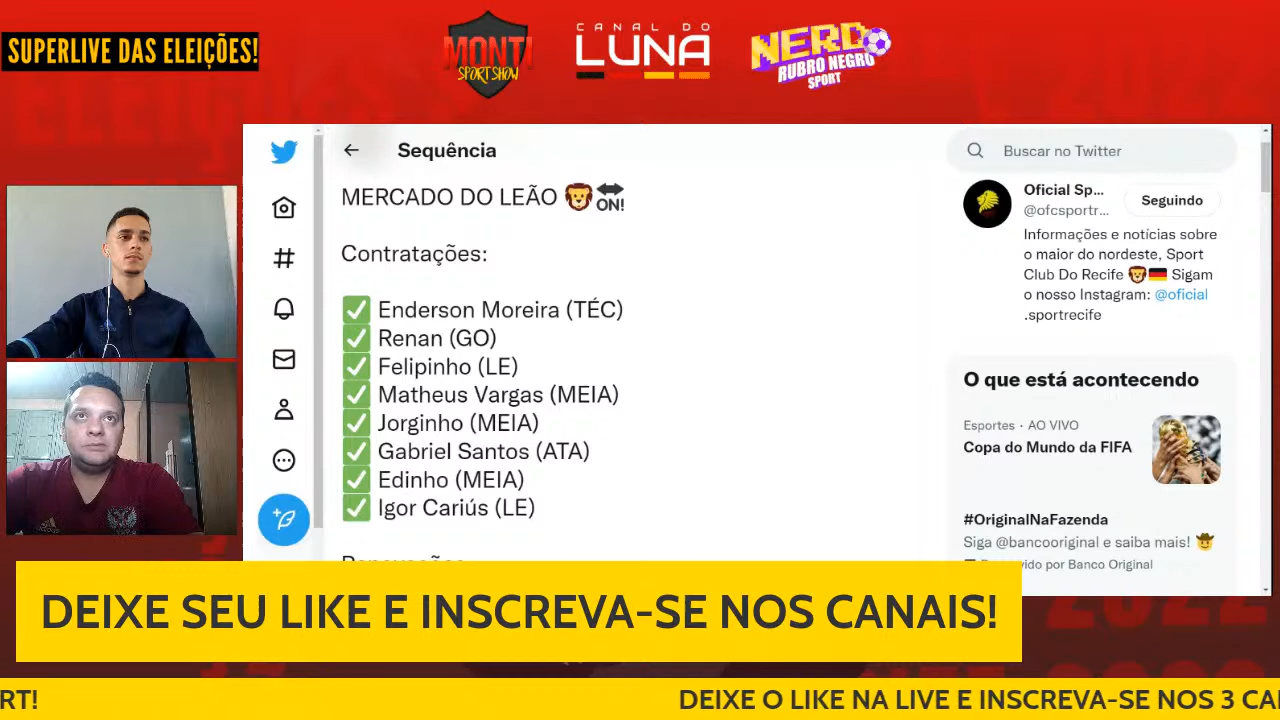 SUPERLIVE DAS ELEIÇÕES!
MONTI
SPORT SHOW
CANAL DO
LUNA
NERD
RUBRO NEGRO
SPORT
Sequência
MERCADO DO LEÃO 🦁🔛
Contratações:
✅ Enderson Moreira (TÉC)
✅ Renan (GO)
✅ Felipinho (LE)
✅ Matheus Vargas (MEIA)
✅ Jorginho (MEIA)
✅ Gabriel Santos (ATA)
✅ Edinho (MEIA)
✅ Igor Cariús (LE)
Buscar no Twitter
Oficial Sp...
@ofcsportr...
Seguindo
Informações e notícias sobre
o maior do nordeste, Sport
Club Do Recife 🦁🇩🇪 Sigam
o nosso Instagram: @oficial
.sportrecife
O que está acontecendo
Esportes · AO VIVO
Copa do Mundo da FIFA
#OriginalNaFazenda
Siga @bancooriginal e saiba mais! 🤠
por Banco Original
DEIXE SEU LIKE E INSCREVA-SE NOS CANAIS!
RT!
DEIXE O LIKE NA LIVE E INSCREVA-SE NOS 3 CA